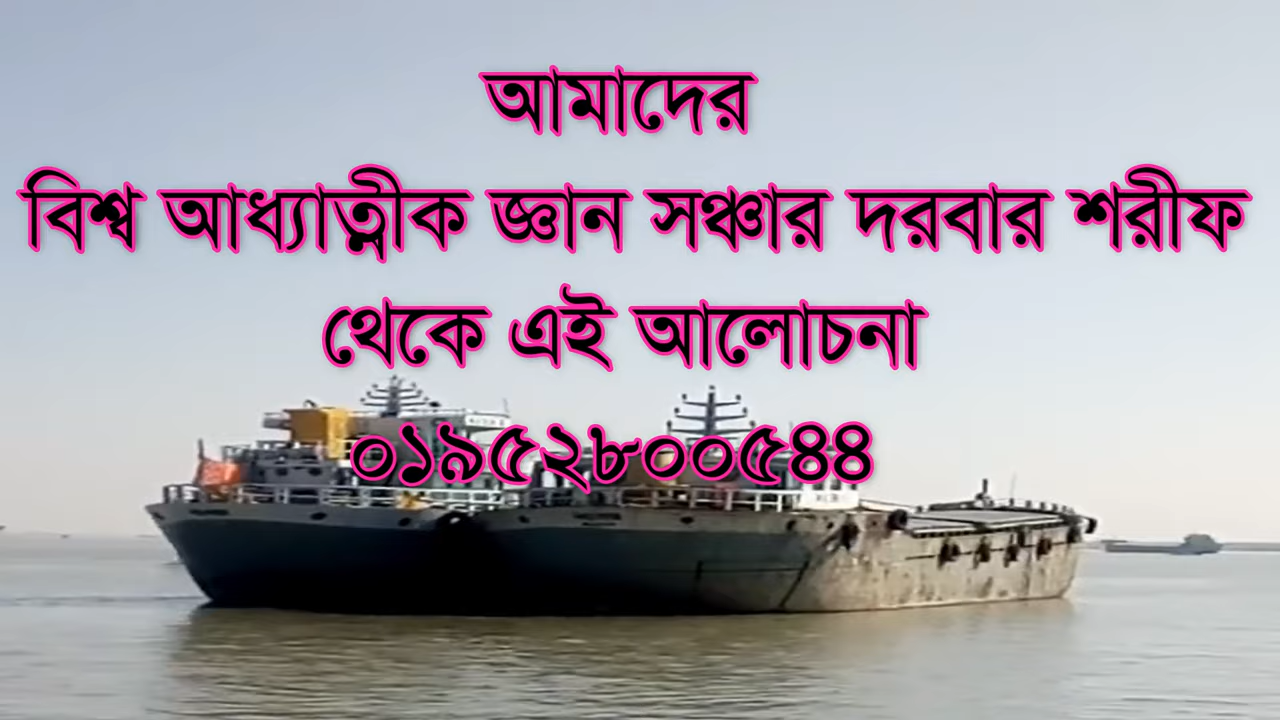 আমাদের
বিশ্ব আধ্যাত্নীক জ্ঞান সঞ্চার দরবার শরীফ
থেকে এই আলোচনা
০১৯৫২৮০০৫৪৪